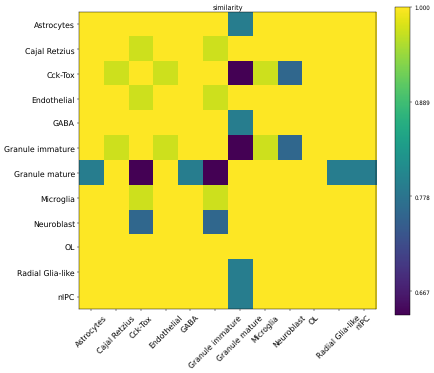 similarity
Astrocytes
Cajal Retzius
Cck-Tox
Endothelial
GABA
Granule immature
Granule mature
Microglia
Neuroblast
OL
Radial Glia-like
nIPC
Astrocytes
Cajal Retzius
Cck-Tox
Endothelial
GABA
Granule immature
Granule mature
Microglia
Neuroblast
OL
Radial Glia-like
nIPC
1.000
0.889
0.778
0.667